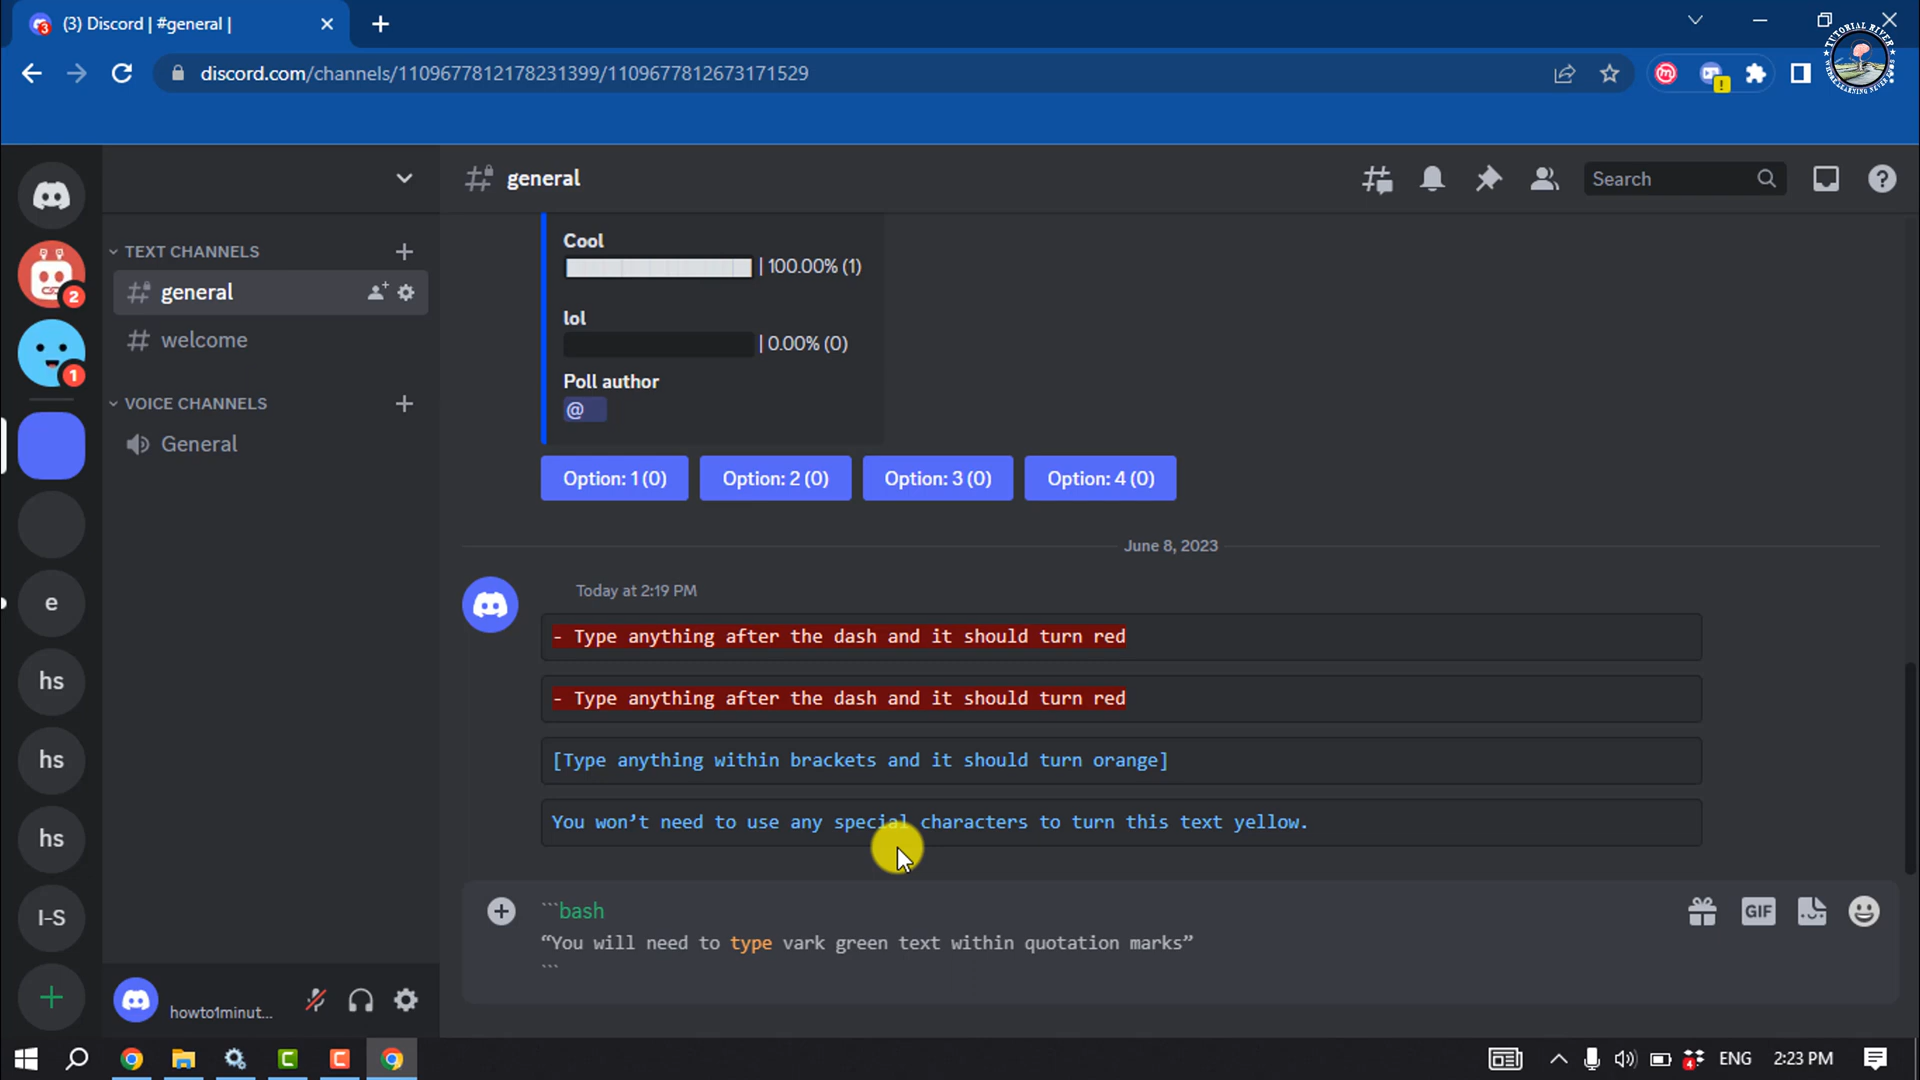 (3) Discord | #general |
discord.com/channels/1109677812178231399/1109677812673171529
TUTORIAL RIVER
general
Search
TEXT CHANNELS
general
welcome
VOICE CHANNELS
General
2
1
e
hs
hs
hs
I-S
howto1minut...
Cool
| 100.00% (1)
lol
| 0.00% (0)
Poll author
@
Option: 1 (0)
Option: 2 (0)
Option: 3 (0)
Option: 4 (0)
June 8, 2023
Today at 2:19 PM
- Type anything after the dash and it should turn red
- Type anything after the dash and it should turn red
[Type anything within brackets and it should turn orange]
You won’t need to use any special characters to turn this text yellow.
```bash
“You will need to type vark green text within quotation marks”
```
GIF
ENG
2:23 PM